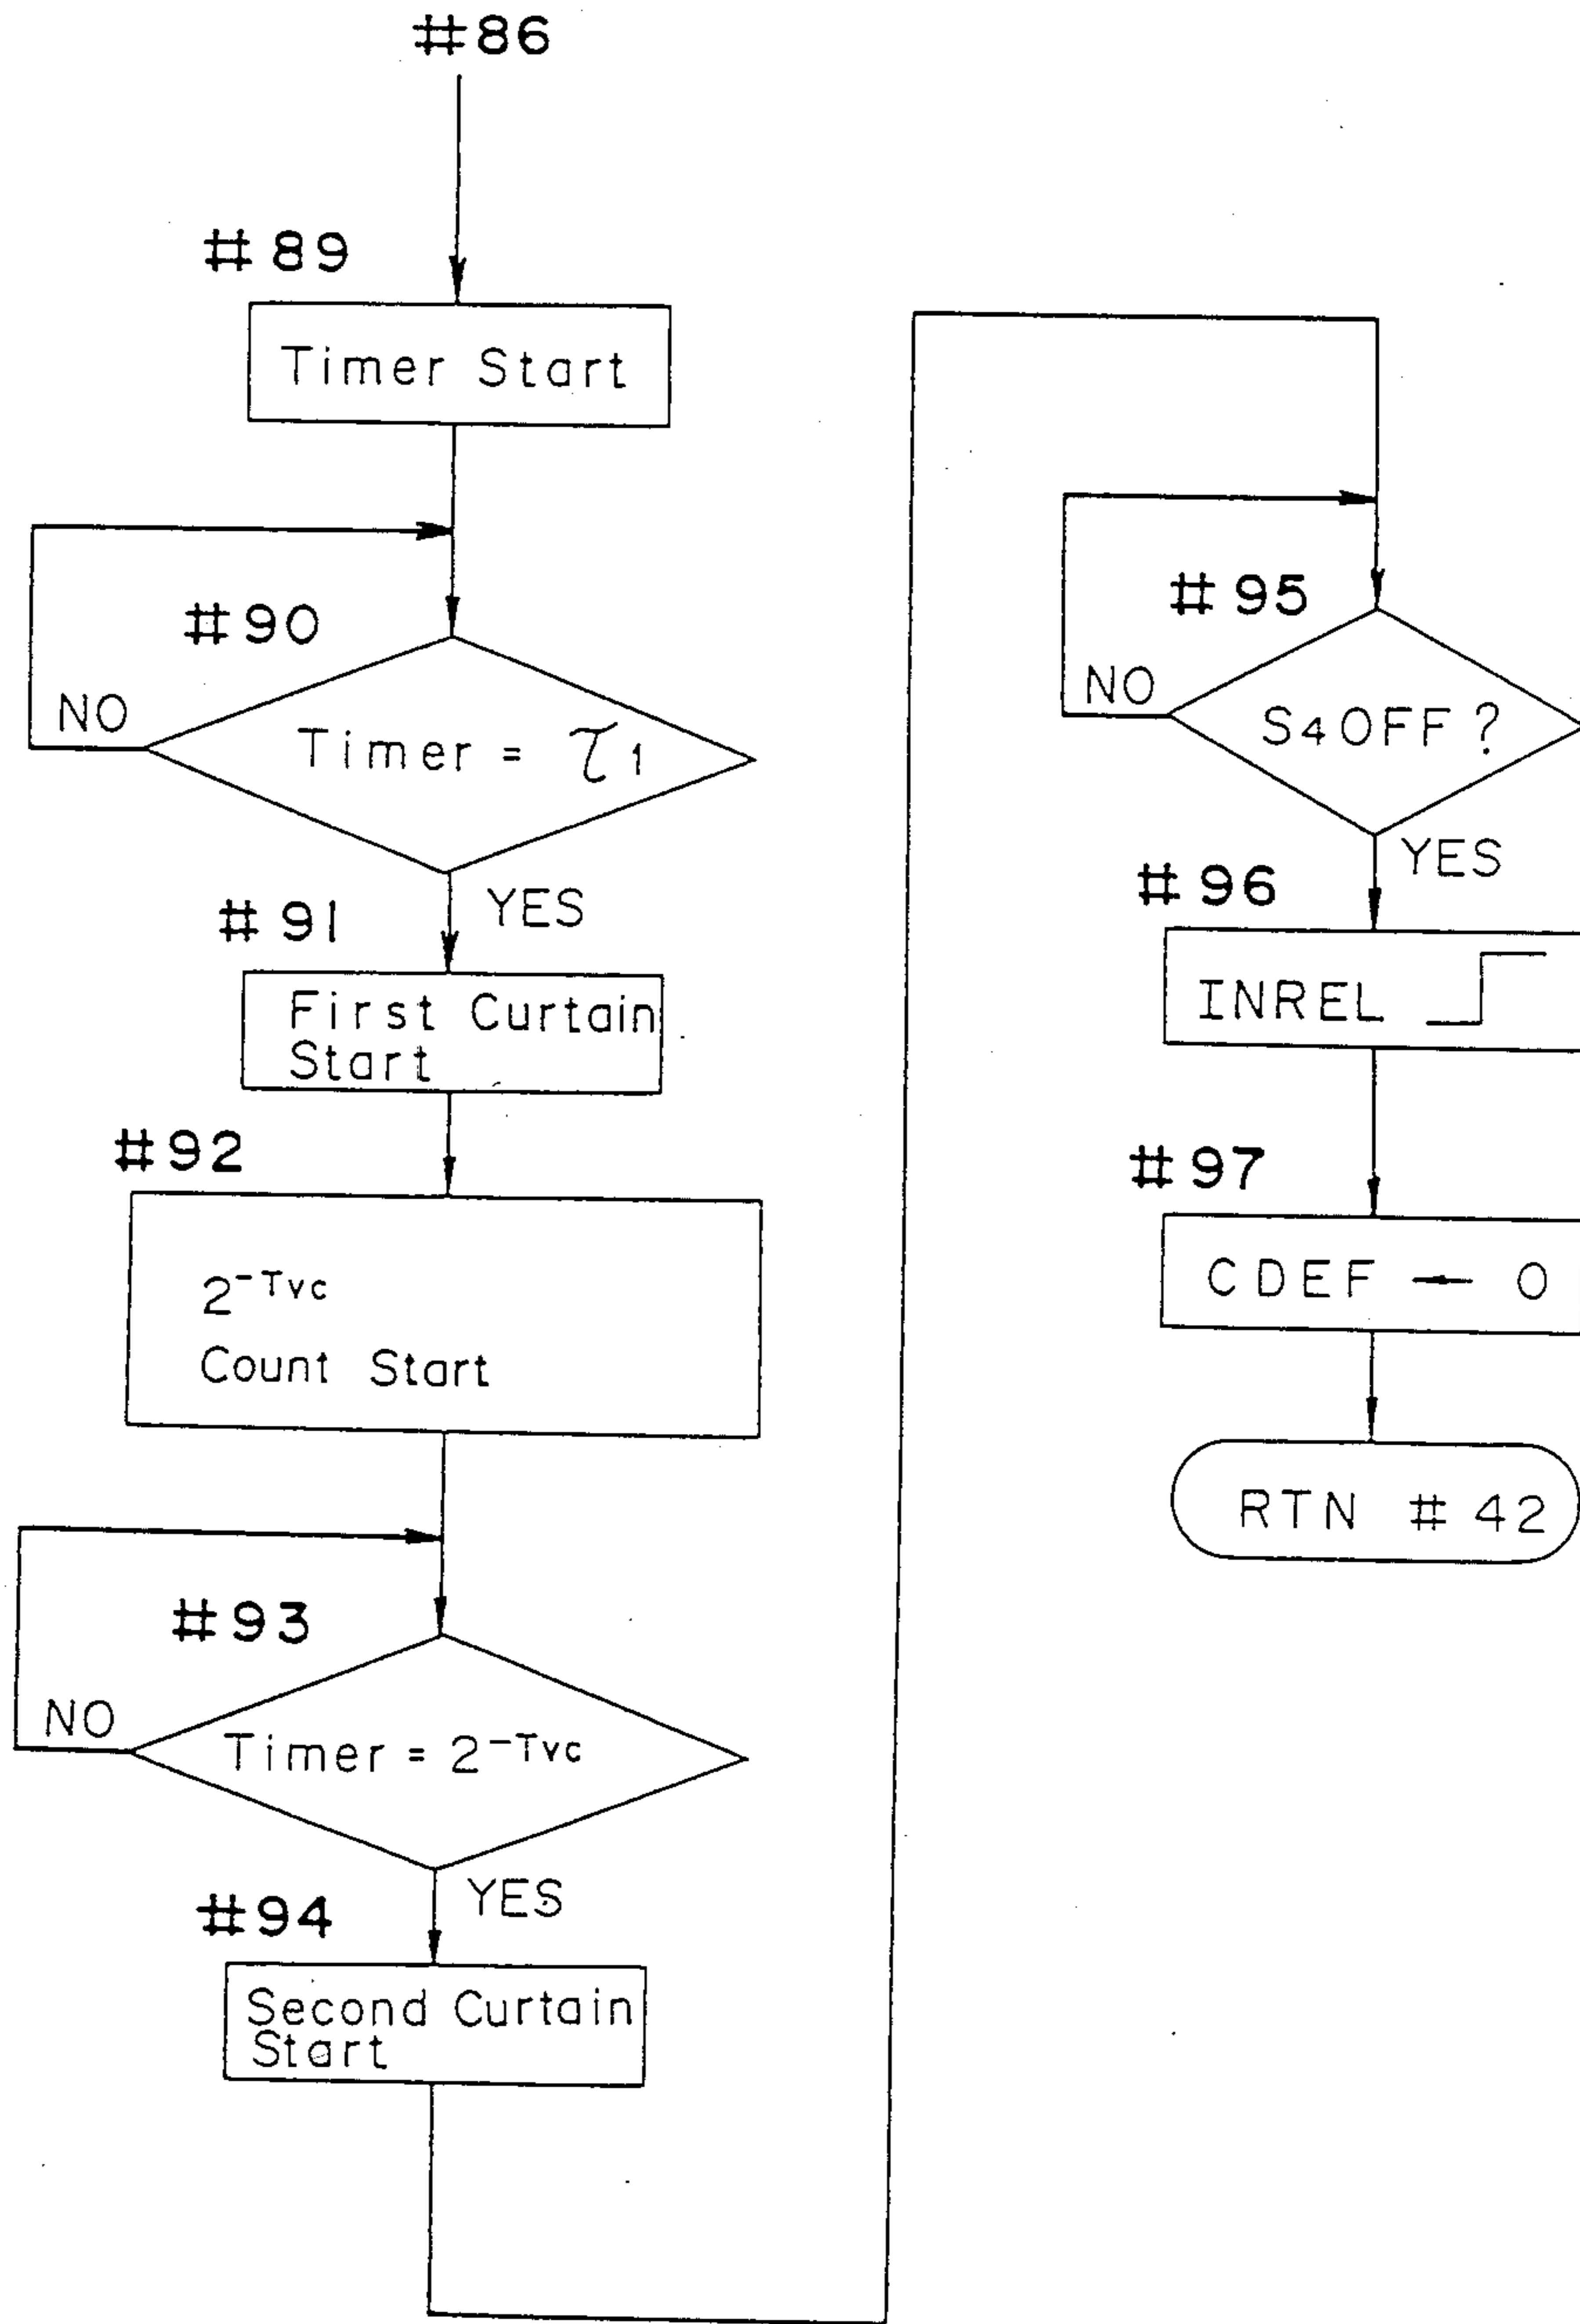 #86
#89
Timer Start
#90
NO
Timer = τ1
YES
#91
First Curtain
Start
#92
2^-Tvc
Count Start
#93
NO
Timer = 2^-Tvc
YES
#94
Second Curtain
Start
#95
NO
S4OFF?
YES
#96
INREL
#97
CDEF ← 0
RTN #42